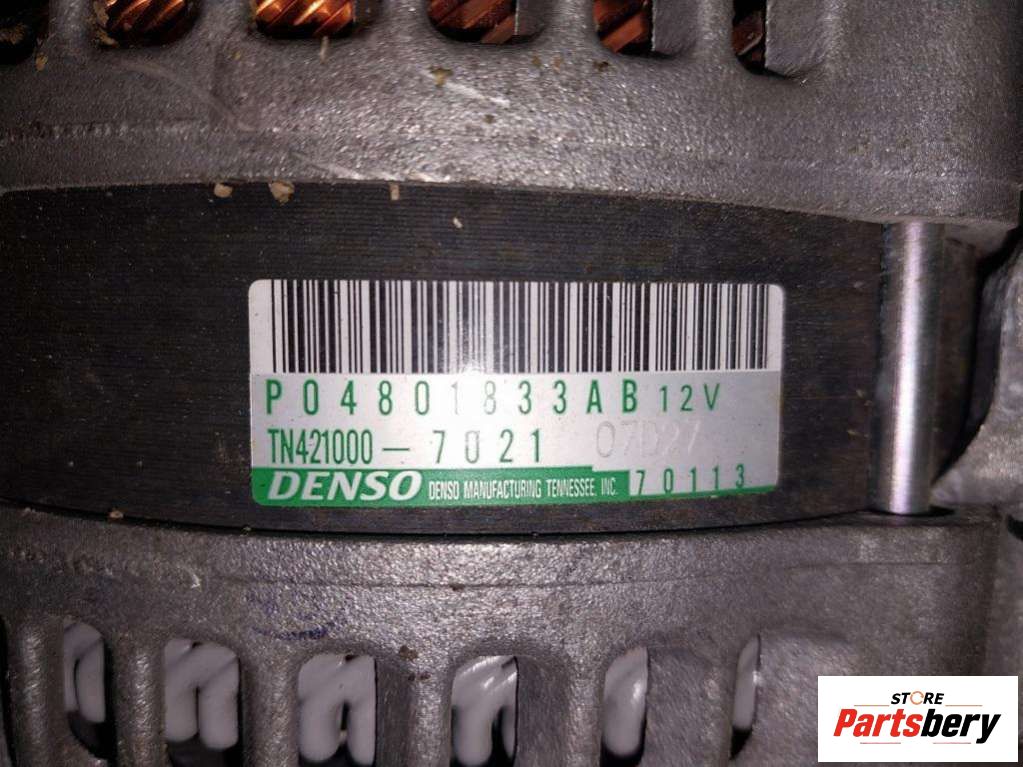 P04801833AB 12V
TN421000-7021 07D27
DENSO DENSO MANUFACTURING TENNESSEE, INC. 70113
STORE
Partsbery